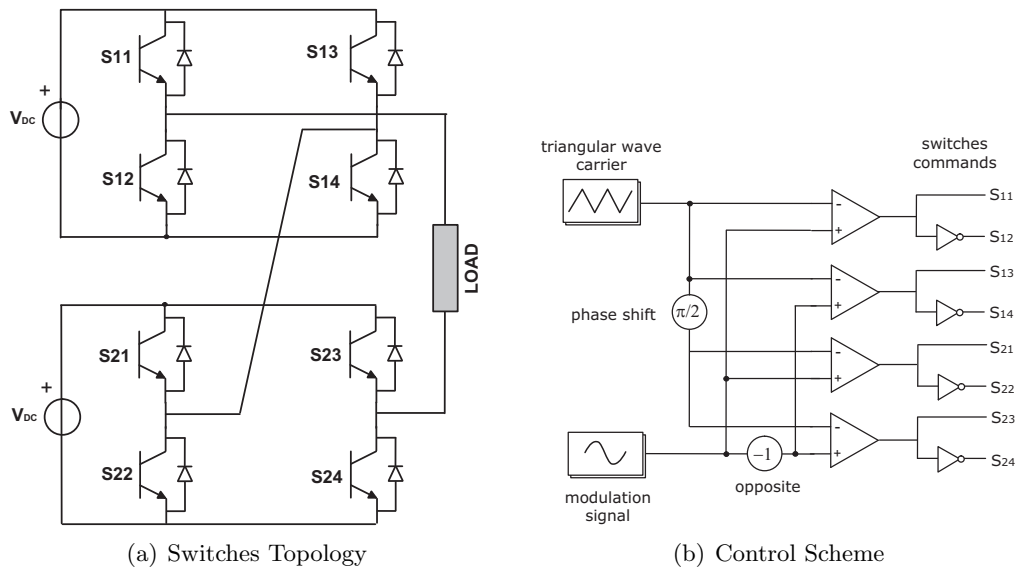 S11
S13
+
VDC
S12
S14
LOAD
S21
S23
+
VDC
S22
S24
(a) Switches Topology
triangular wave
carrier
switches
commands
-
+
S11
S12
-
+
S13
S14
phase shift
π/2
-
+
S21
S22
-
+
S23
S24
−1
modulation
signal
opposite
(b) Control Scheme